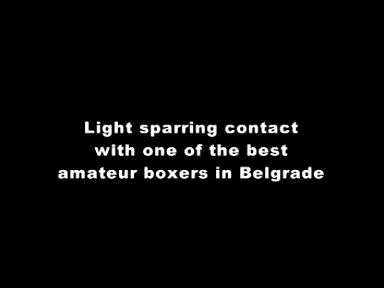 Light sparring contact
with one of the best
amateur boxers in Belgrade